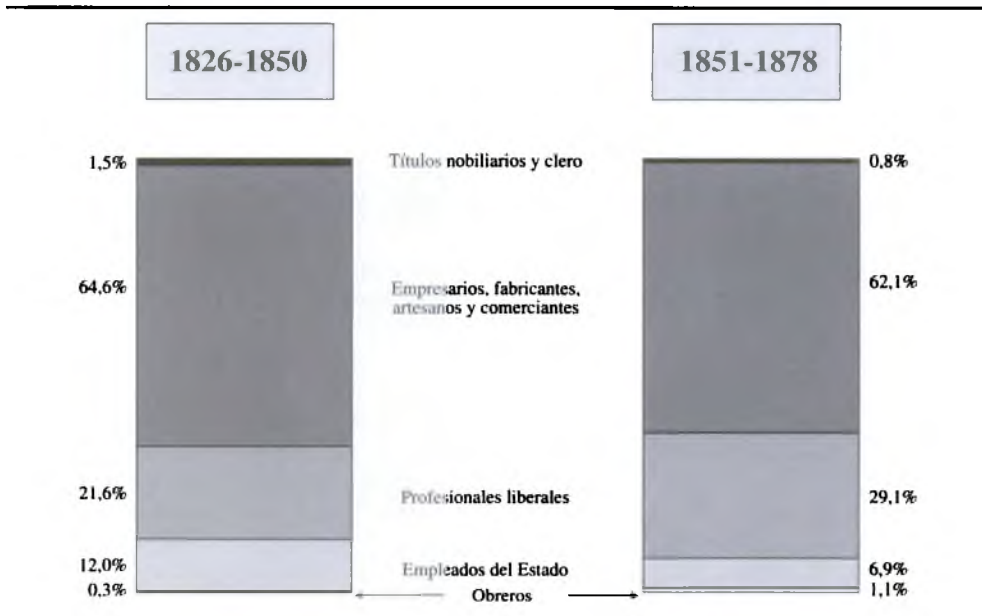 1826-1850
1851-1878
1,5%
Títulos nobiliarios y clero
0,8%
64,6%
Empresarios, fabricantes,
artesanos y comerciantes
62,1%
21,6%
Profesionales liberales
29,1%
12,0%
Empleados del Estado
6,9%
0,3%
Obreros
1,1%